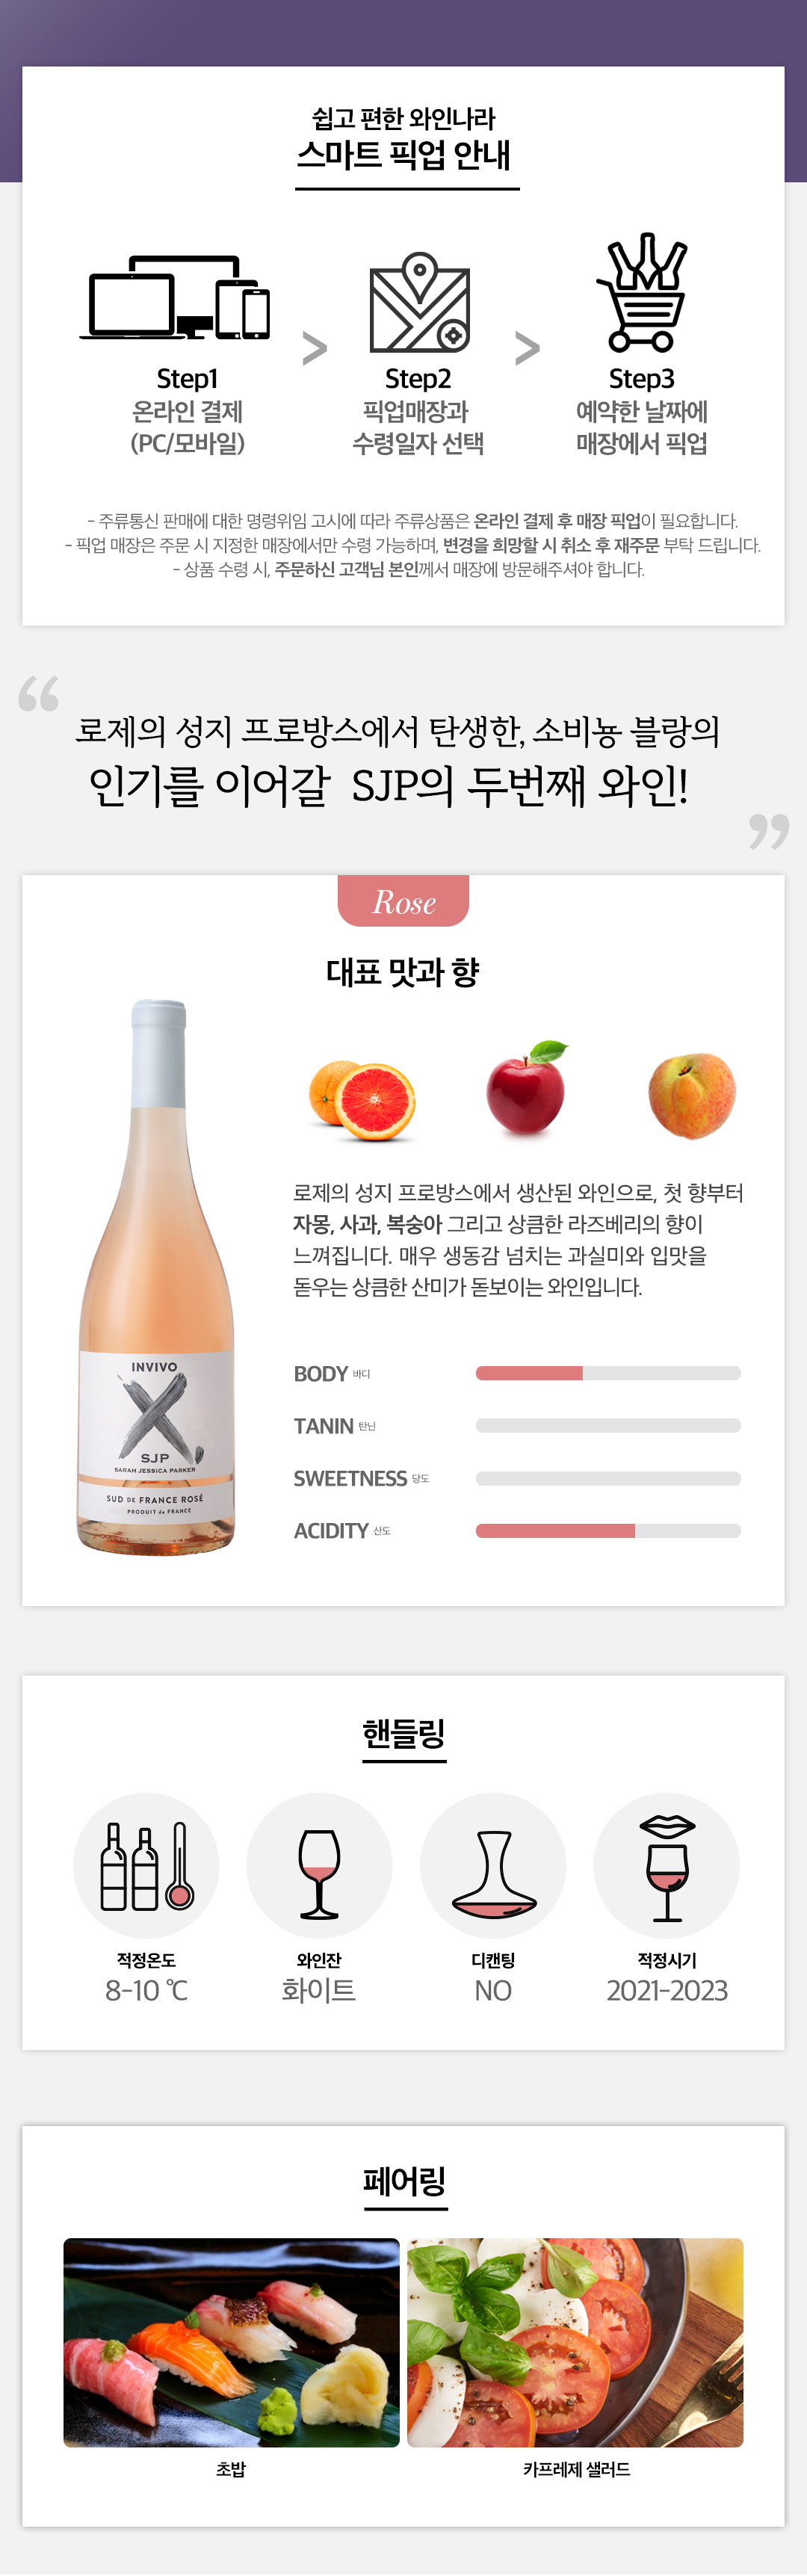 쉽고 편한 와인나라
스마트 픽업 안내
Step1
온라인 결제
(PC/모바일)
>
Step2
픽업매장과
수령일자 선택
>
Step3
예약한 날짜에
매장에서 픽업
- 주류통신 판매에 대한 명령위임 고시에 따라 주류상품은 온라인 결제 후 매장 픽업이 필요합니다.
- 픽업 매장은 주문 시 지정한 매장에서만 수령 가능하며, 변경을 희망할 시 취소 후 재주문 부탁 드립니다.
- 상품 수령 시, 주문하신 고객님 본인께서 매장에 방문해주셔야 합니다.
“
로제의 성지 프로방스에서 탄생한, 소비뇽 블랑의
인기를 이어갈 SJP의 두번째 와인!
”
Rose
대표 맛과 향
로제의 성지 프로방스에서 생산된 와인으로, 첫 향부터
자몽, 사과, 복숭아 그리고 상큼한 라즈베리의 향이
느껴집니다. 매우 생동감 넘치는 과실미와 입맛을
돋우는 상큼한 산미가 돋보이는 와인입니다.
INVIVO
X,
SJP
SARAH JESSICA PARKER
SUD DE FRANCE ROSÉ
PRODUIT de FRANCE
BODY 바디
TANIN 탄닌
SWEETNESS 당도
ACIDITY 산도
핸들링
적정온도
8-10 ℃
와인잔
화이트
디캔팅
NO
적정시기
2021-2023
페어링
초밥
카프레제 샐러드